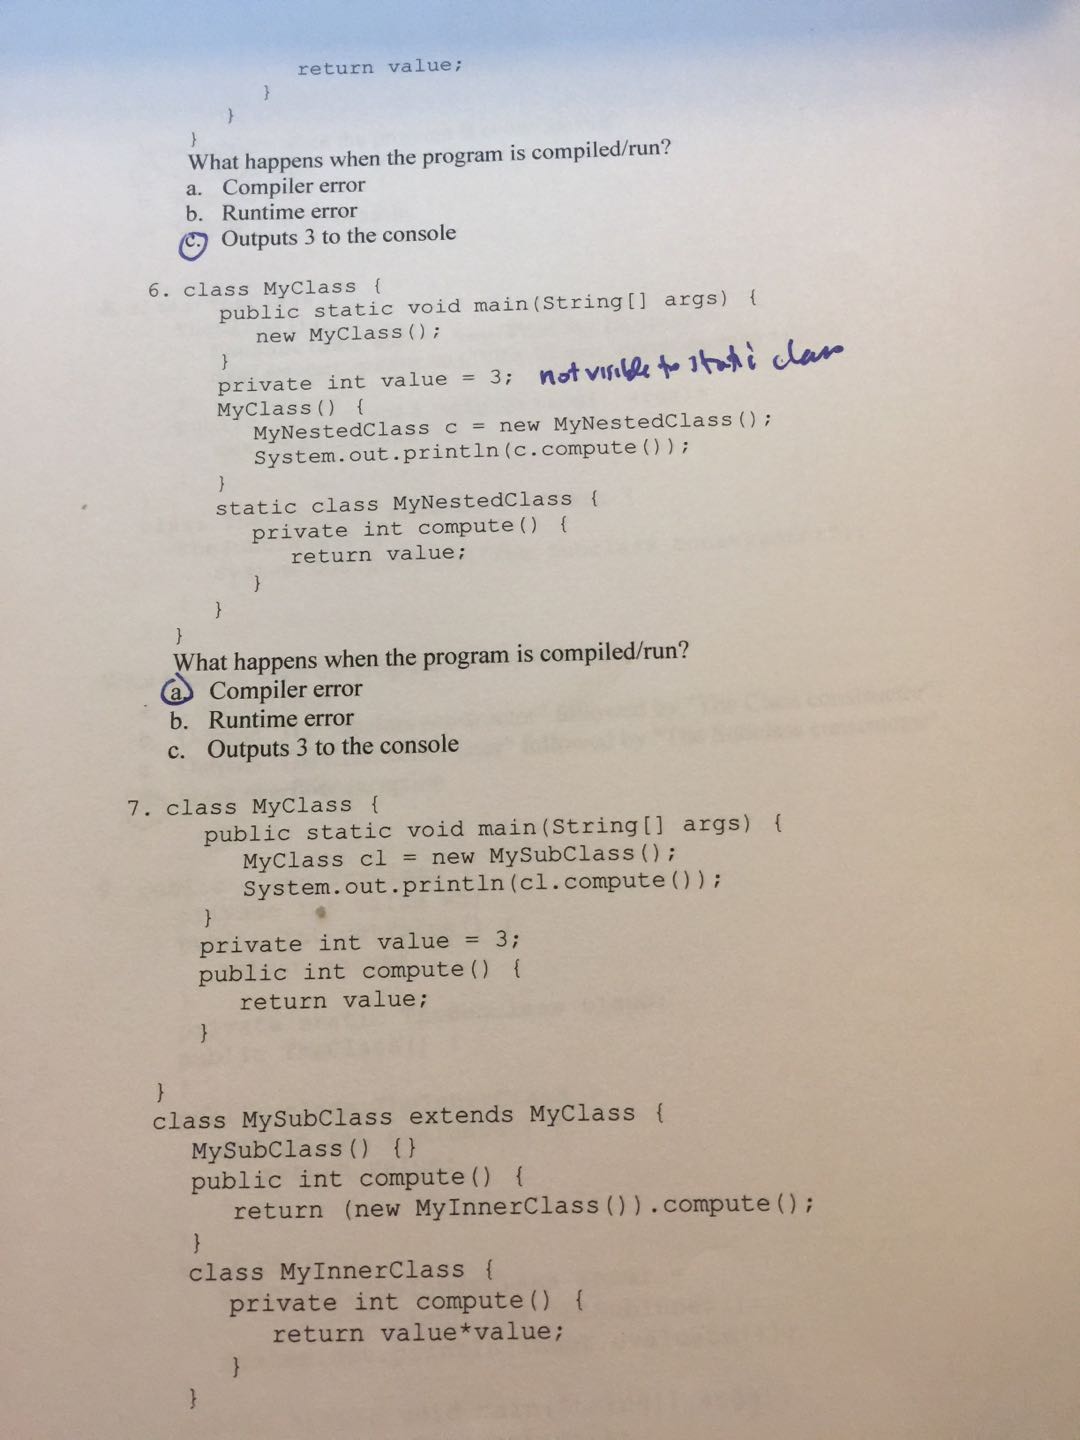 return value;
}
}
}
What happens when the program is compiled/run?
a. Compiler error
b. Runtime error
c. Outputs 3 to the console
6. class MyClass {
public static void main(String[] args) {
new MyClass();
}
private int value = 3; not visible to static class
MyClass() {
MyNestedClass c = new MyNestedClass();
System.out.println(c.compute());
}
static class MyNestedClass {
private int compute() {
return value;
}
}
}
What happens when the program is compiled/run?
a. Compiler error
b. Runtime error
c. Outputs 3 to the console
7. class MyClass {
public static void main(String[] args) {
MyClass cl = new MySubClass();
System.out.println(cl.compute());
}
private int value = 3;
public int compute() {
return value;
}
}
class MySubClass extends MyClass {
MySubClass() {}
public int compute() {
return (new MyInnerClass()).compute();
}
class MyInnerClass {
private int compute() {
return value*value;
}
}